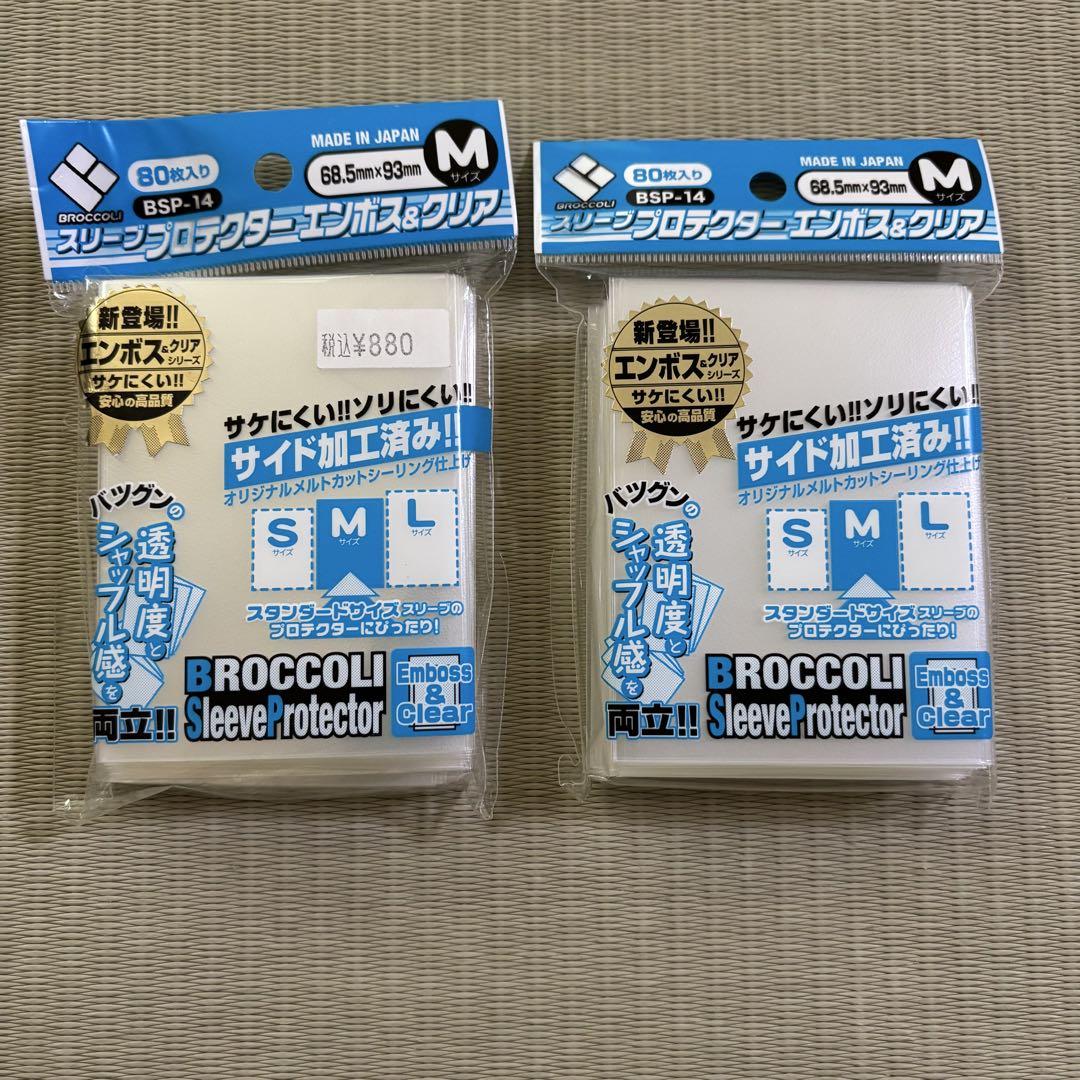 BROCCOLI
80枚入り
BSP-14
MADE IN JAPAN
68.5mm×93mm
M
サイズ
スリーブプロテクター エンボス&クリア
新登場!!
エンボス&クリアシリーズ
サケにくい!!
安心の高品質
税込¥880
サケにくい!!ソリにくい!!
サイド加工済み!!
オリジナルメルトカットシーリング仕上げ
バツグンの
透明度と
シャッフル感を
両立!!
S
サイズ
M
サイズ
L
サイズ
スタンダードサイズ スリーブの
プロテクターにぴったり!
BROCCOLI
SleeveProtector
Emboss
&
Clear
BROCCOLI
80枚入り
BSP-14
MADE IN JAPAN
68.5mm×93mm
M
サイズ
スリーブプロテクター エンボス&クリア
新登場!!
エンボス&クリアシリーズ
サケにくい!!
安心の高品質
サケにくい!!ソリにくい!!
サイド加工済み!!
オリジナルメルトカットシーリング仕上げ
バツグンの
透明度と
シャッフル感を
両立!!
S
サイズ
M
サイズ
L
サイズ
スタンダードサイズ スリーブの
プロテクターにぴったり!
BROCCOLI
SleeveProtector
Emboss
&
Clear